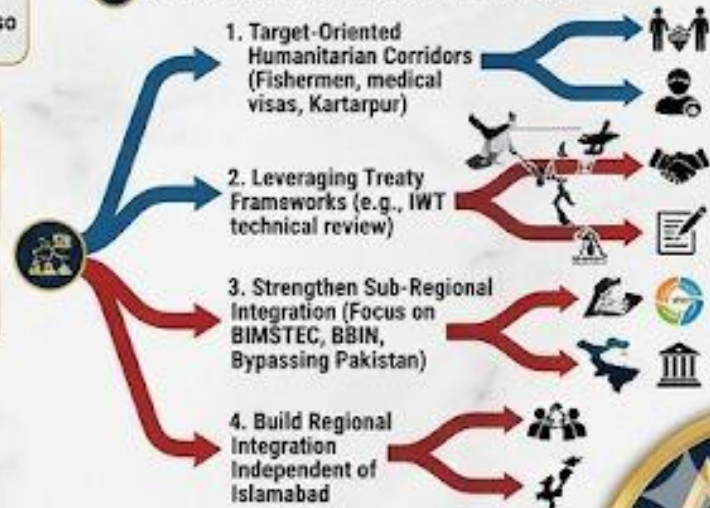 so
1. Target-Oriented
Humanitarian Corridors
(Fishermen, medical
visas, Kartarpur)
2. Leveraging Treaty
Frameworks (e.g., IWT
technical review)
3. Strengthen Sub-Regional
Integration (Focus on
BIMSTEC, BBIN,
Bypassing Pakistan)
4. Build Regional
Integration
Independent of
Islamabad